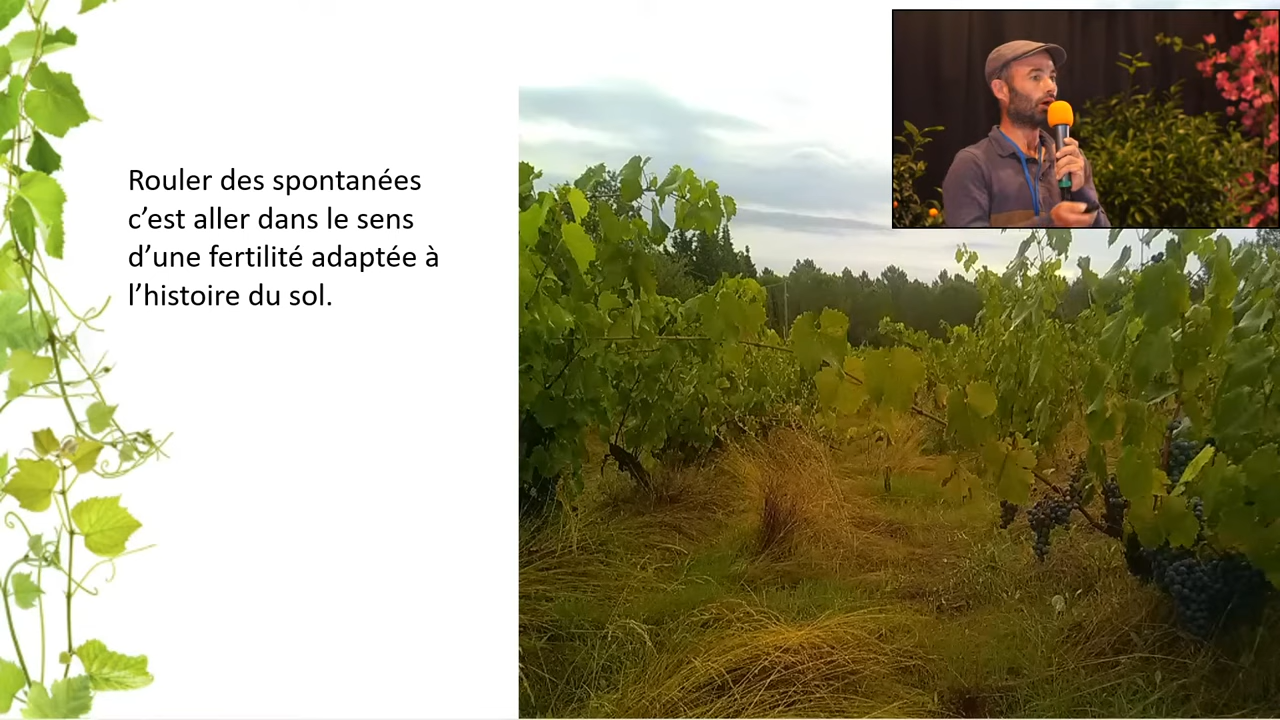 Rouler des spontanées
c’est aller dans le sens
d’une fertilité adaptée à
l’histoire du sol.